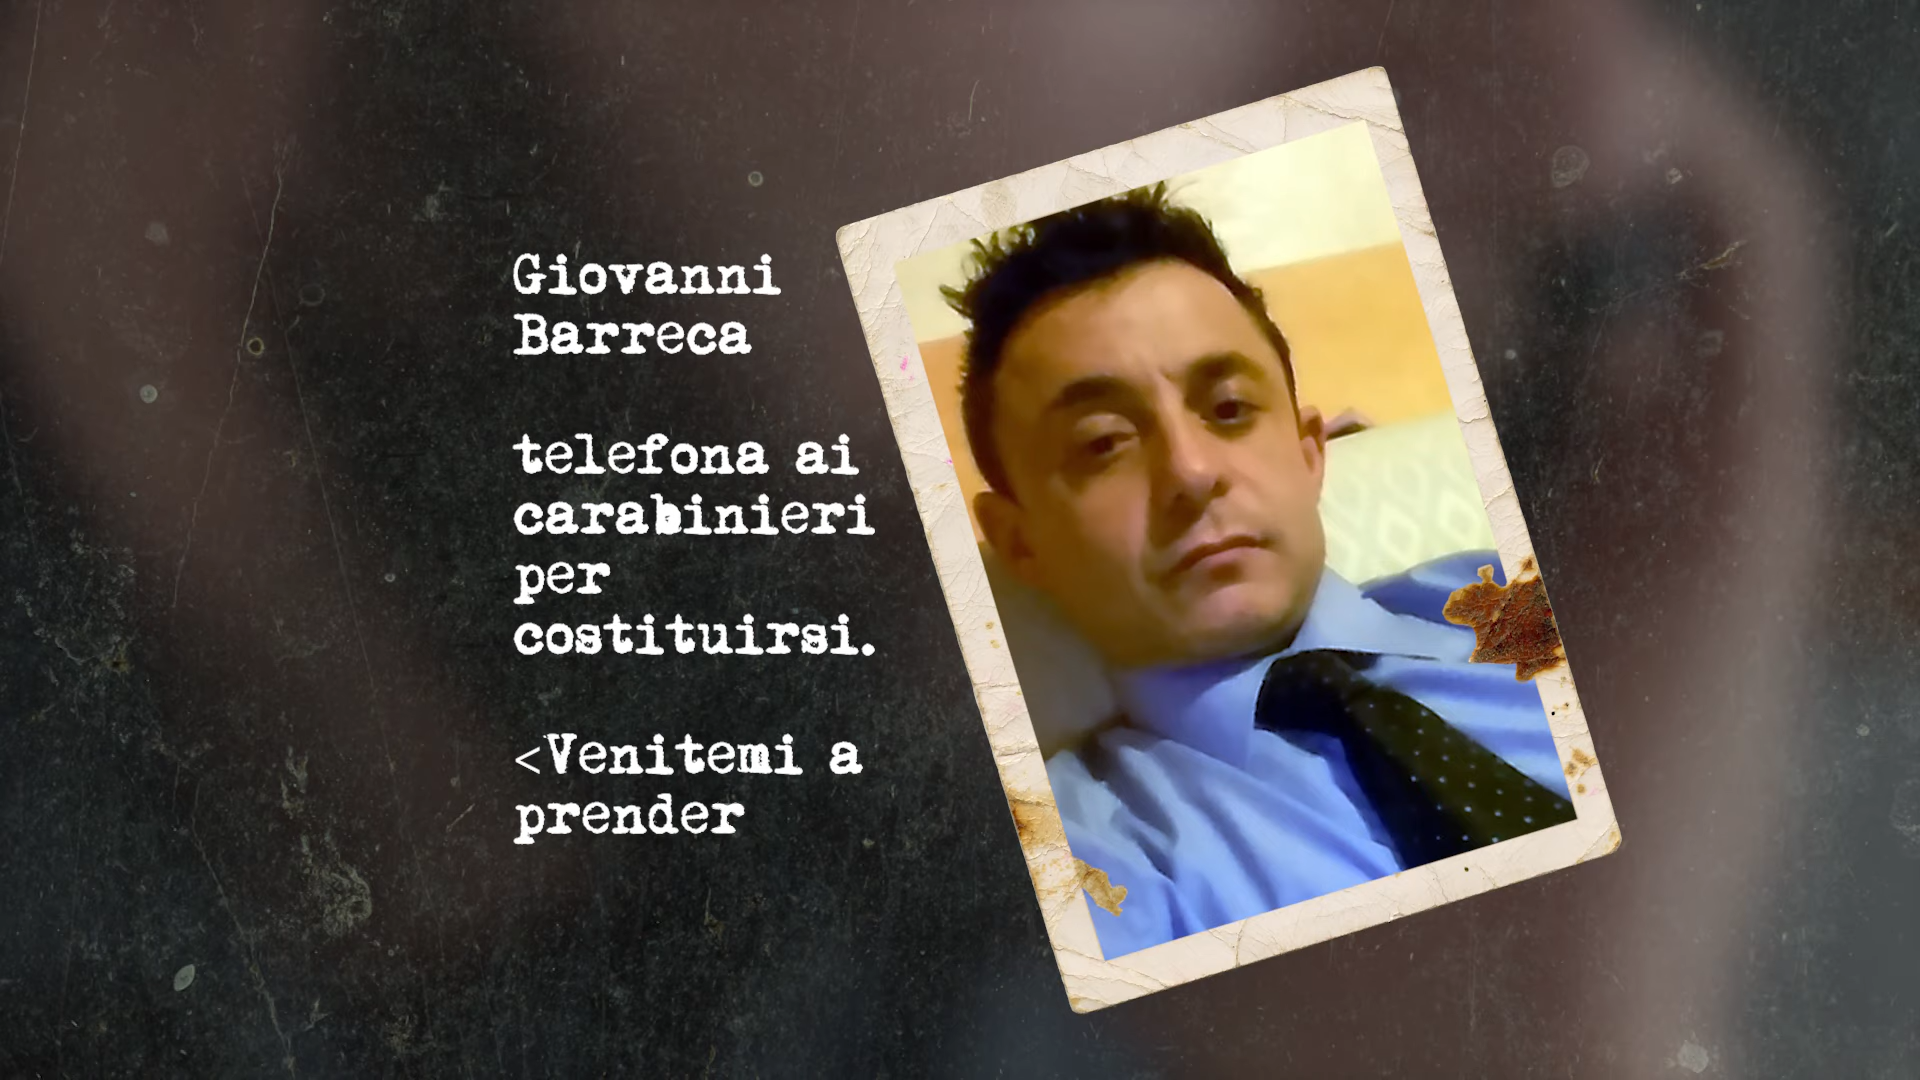 Giovanni
Barreca
telefona ai
carabinieri
per
costituirsi.
<Venitemi a
prender